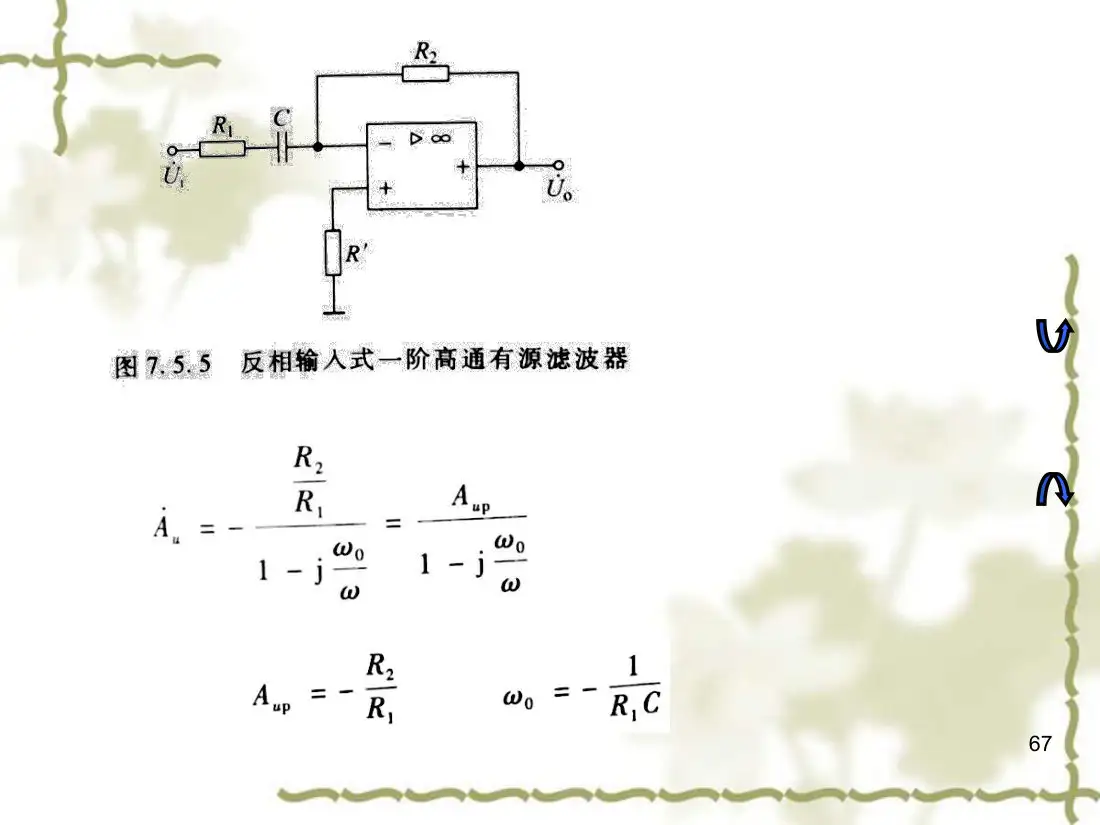 R₂
R₁ C
U̇ᵢ
- ▷ ∞
+
+
U̇ₒ
R′
图 7.5.5 反相输入式一阶高通有源滤波器
Ȧᵤ = - (R₂/R₁)/(1 - j ω₀/ω) = Aᵤₚ/(1 - j ω₀/ω)
Aᵤₚ = - R₂/R₁ ω₀ = - 1/(R₁C)
67